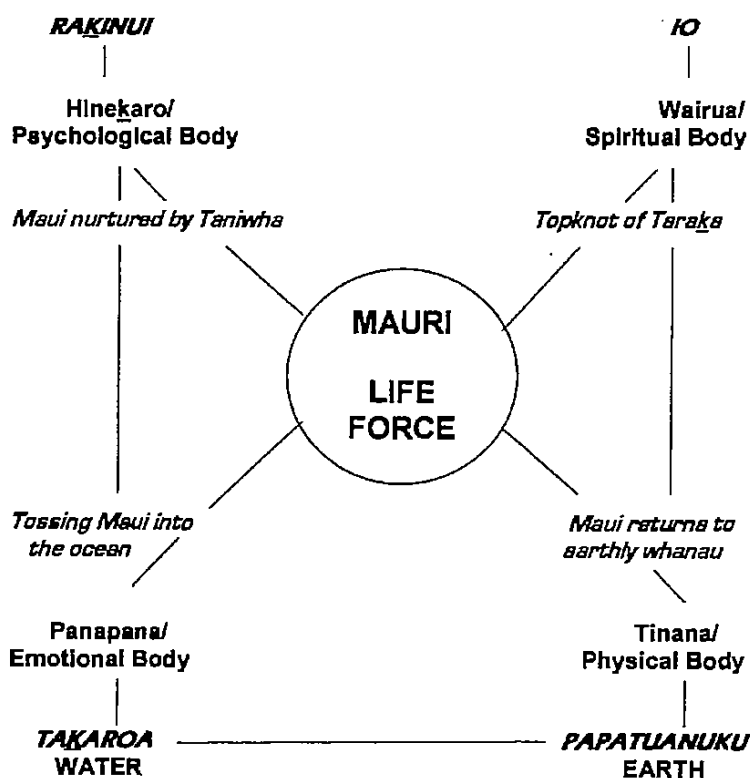 RAKINUI
IO
Hinekaro/
Psychological Body
Wairua/
Spiritual Body
Maui nurtured by Taniwha
Topknot of Taraka
MAURI
LIFE
FORCE
Tossing Maui into
the ocean
Maui returns to
earthly whanau
Panapana/
Emotional Body
Tinana/
Physical Body
TAKAROA
WATER
PAPATUANUKU
EARTH